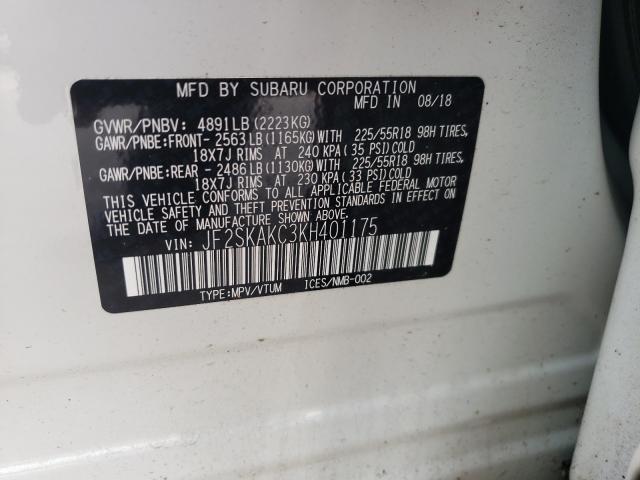 MFD BY SUBARU CORPORATION
MFD IN 08/18
GVWR/PNBV: 4891LB (2223KG)
GAWR/PNBE:FRONT- 2563LB (1165KG)WITH 225/55R18 98H TIRES,
18X7J RIMS AT 240 KPA (35 PSI) COLD
GAWR/PNBE:REAR - 2486LB (1130KG)WITH 225/55R18 98H TIRES,
18X7J RIMS AT 230 KPA (33 PSI) COLD
THIS VEHICLE CONFORMS TO ALL APPLICABLE FEDERAL MOTOR
VEHICLE SAFETY AND THEFT PREVENTION STANDARDS IN EFFECT ON
THE DATE OF MANUFACTURE SHOWN ABOVE.
VIN: JF2SKAKC3KH401175
TYPE:MPV/VTUM ICES/NMB-002